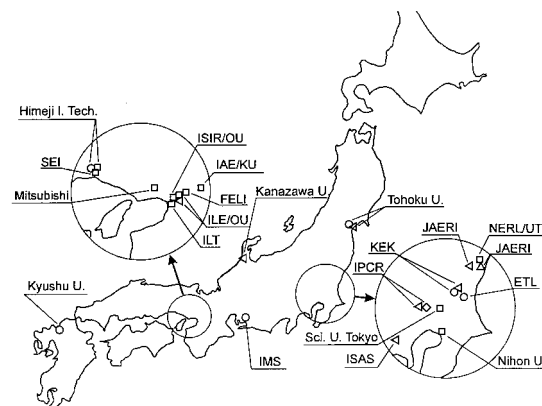 Himeji I. Tech.
ISIR/OU
SEI
IAE/KU
Mitsubishi
FELI
Kanazawa U.
ILE/OU
ILT
Tohoku U.
JAERI
NERL/UT
KEK
JAERI
IPCR
ETL
Kyushu U.
IMS
Sci. U. Tokyo
ISAS
Nihon U.